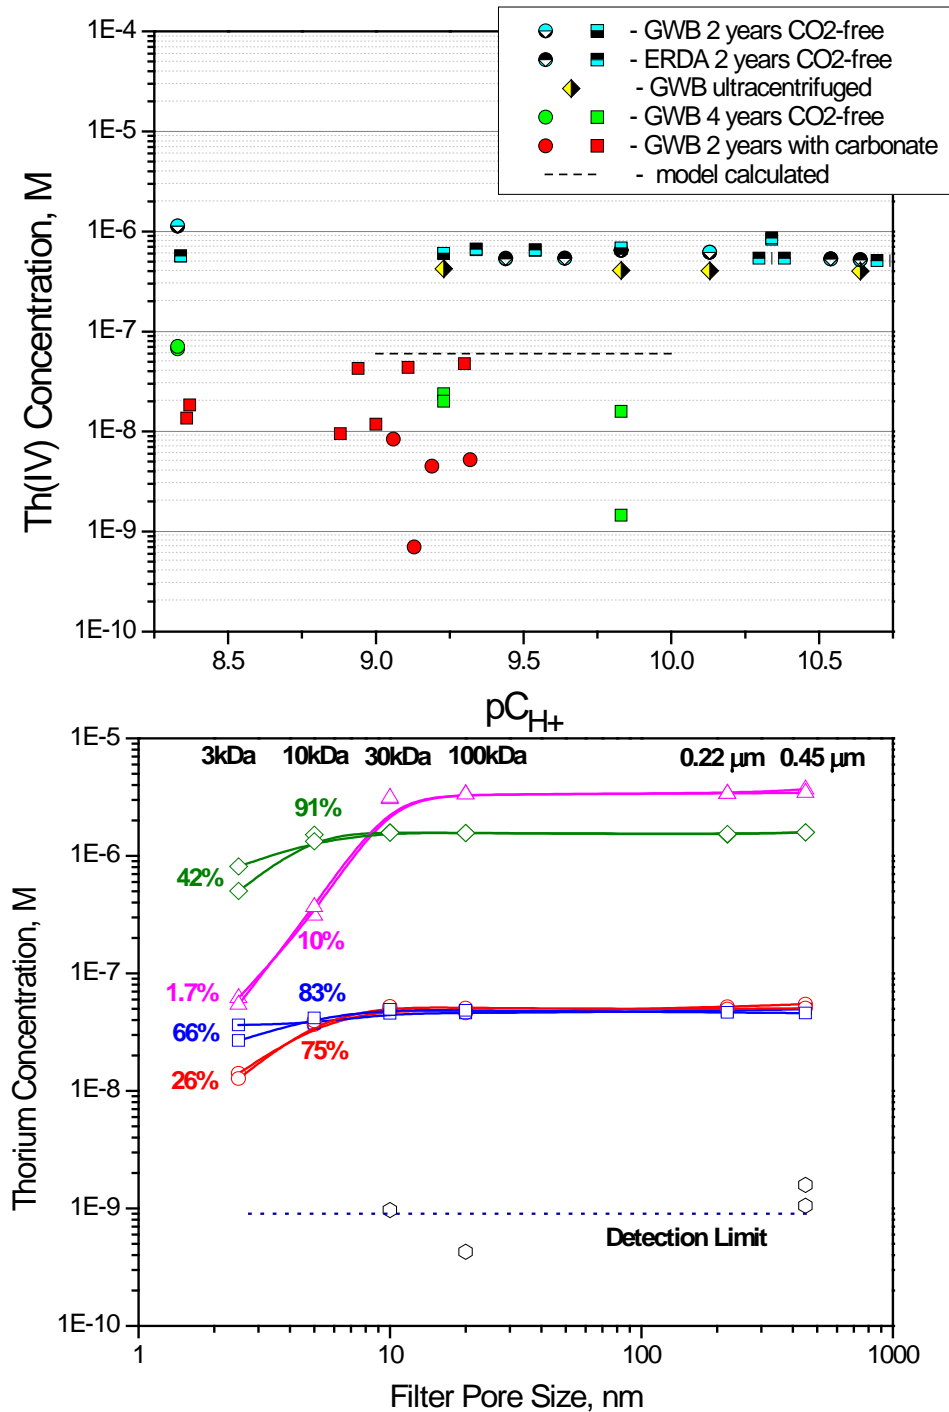 1E-4
1E-5
1E-6
1E-7
1E-8
1E-9
1E-10
Th(IV) Concentration, M
- GWB 2 years CO2-free
- ERDA 2 years CO2-free
- GWB ultracentrifuged
- GWB 4 years CO2-free
- GWB 2 years with carbonate
- model calculated
8.5 9.0 9.5 10.0 10.5
pCH+
1E-5
1E-6
1E-7
1E-8
1E-9
1E-10
Thorium Concentration, M
3kDa 10kDa 30kDa 100kDa 0.22 µm 0.45 µm
91%
42%
10%
1.7%
83%
66%
75%
26%
Detection Limit
1 10 100 1000
Filter Pore Size, nm